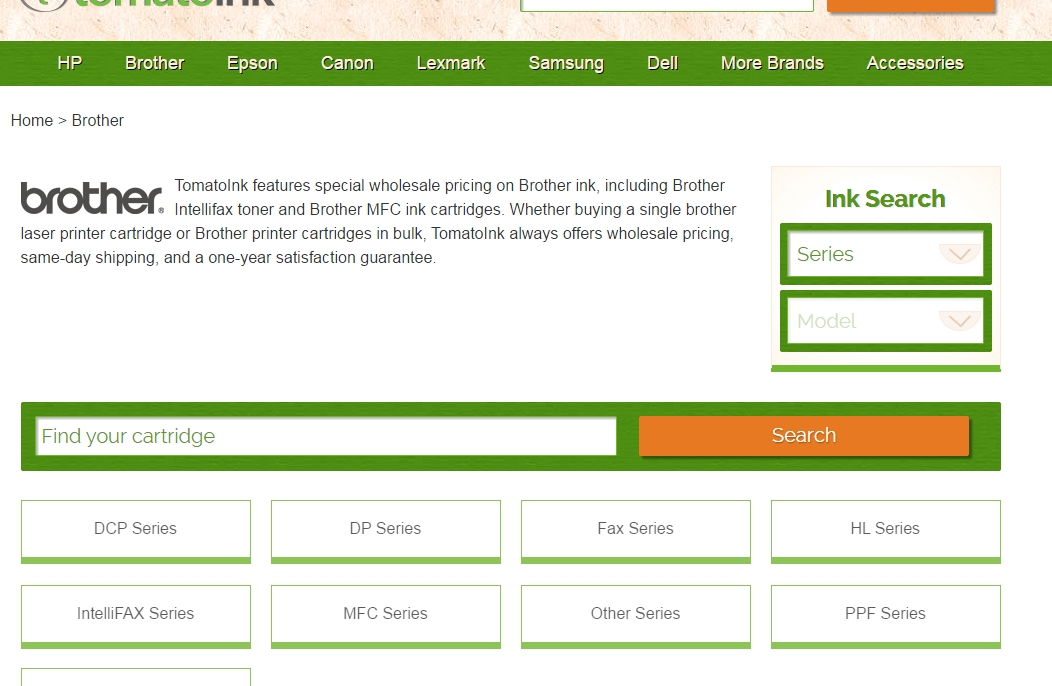 tomatoink
HP Brother Epson Canon Lexmark Samsung Dell More Brands Accessories
Home > Brother
brother®
TomatoInk features special wholesale pricing on Brother ink, including Brother
Intellifax toner and Brother MFC ink cartridges. Whether buying a single brother
laser printer cartridge or Brother printer cartridges in bulk, TomatoInk always offers wholesale pricing,
same-day shipping, and a one-year satisfaction guarantee.
Ink Search
Series
Model
Find your cartridge Search
DCP Series DP Series Fax Series HL Series
IntelliFAX Series MFC Series Other Series PPF Series